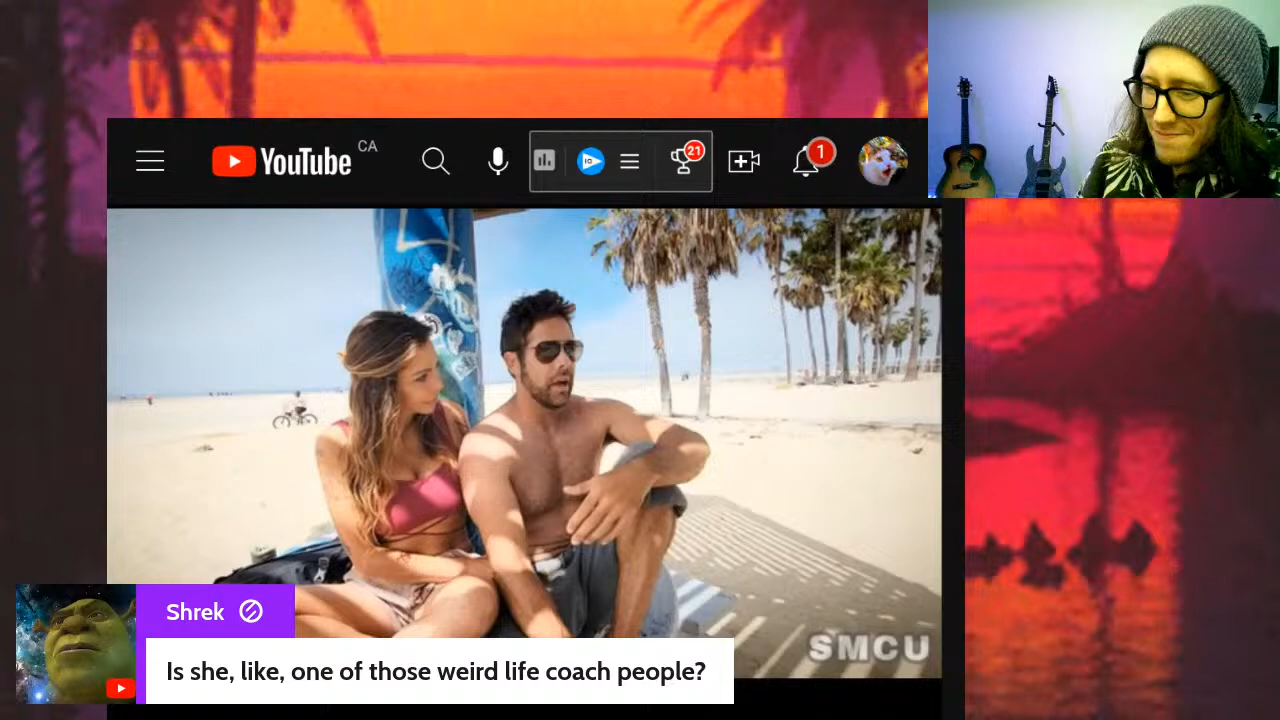 YouTube CA
21
1
SMCU
Shrek
Is she, like, one of those weird life coach people?